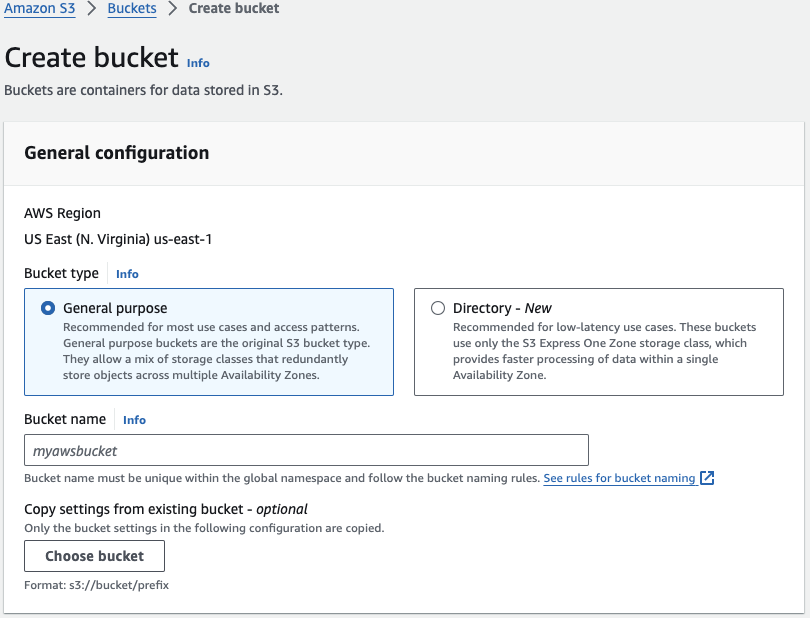 Amazon S3 > Buckets > Create bucket
Create bucket Info
Buckets are containers for data stored in S3.
General configuration
AWS Region
US East (N. Virginia) us-east-1
Bucket type Info
General purpose
Recommended for most use cases and access patterns.
General purpose buckets are the original S3 bucket type.
They allow a mix of storage classes that redundantly
store objects across multiple Availability Zones.
Directory - New
Recommended for low-latency use cases. These buckets
use only the S3 Express One Zone storage class, which
provides faster processing of data within a single
Availability Zone.
Bucket name Info
myawsbucket
Bucket name must be unique within the global namespace and follow the bucket naming rules. See rules for bucket naming
Copy settings from existing bucket - optional
Only the bucket settings in the following configuration are copied.
Choose bucket
Format: s3://bucket/prefix